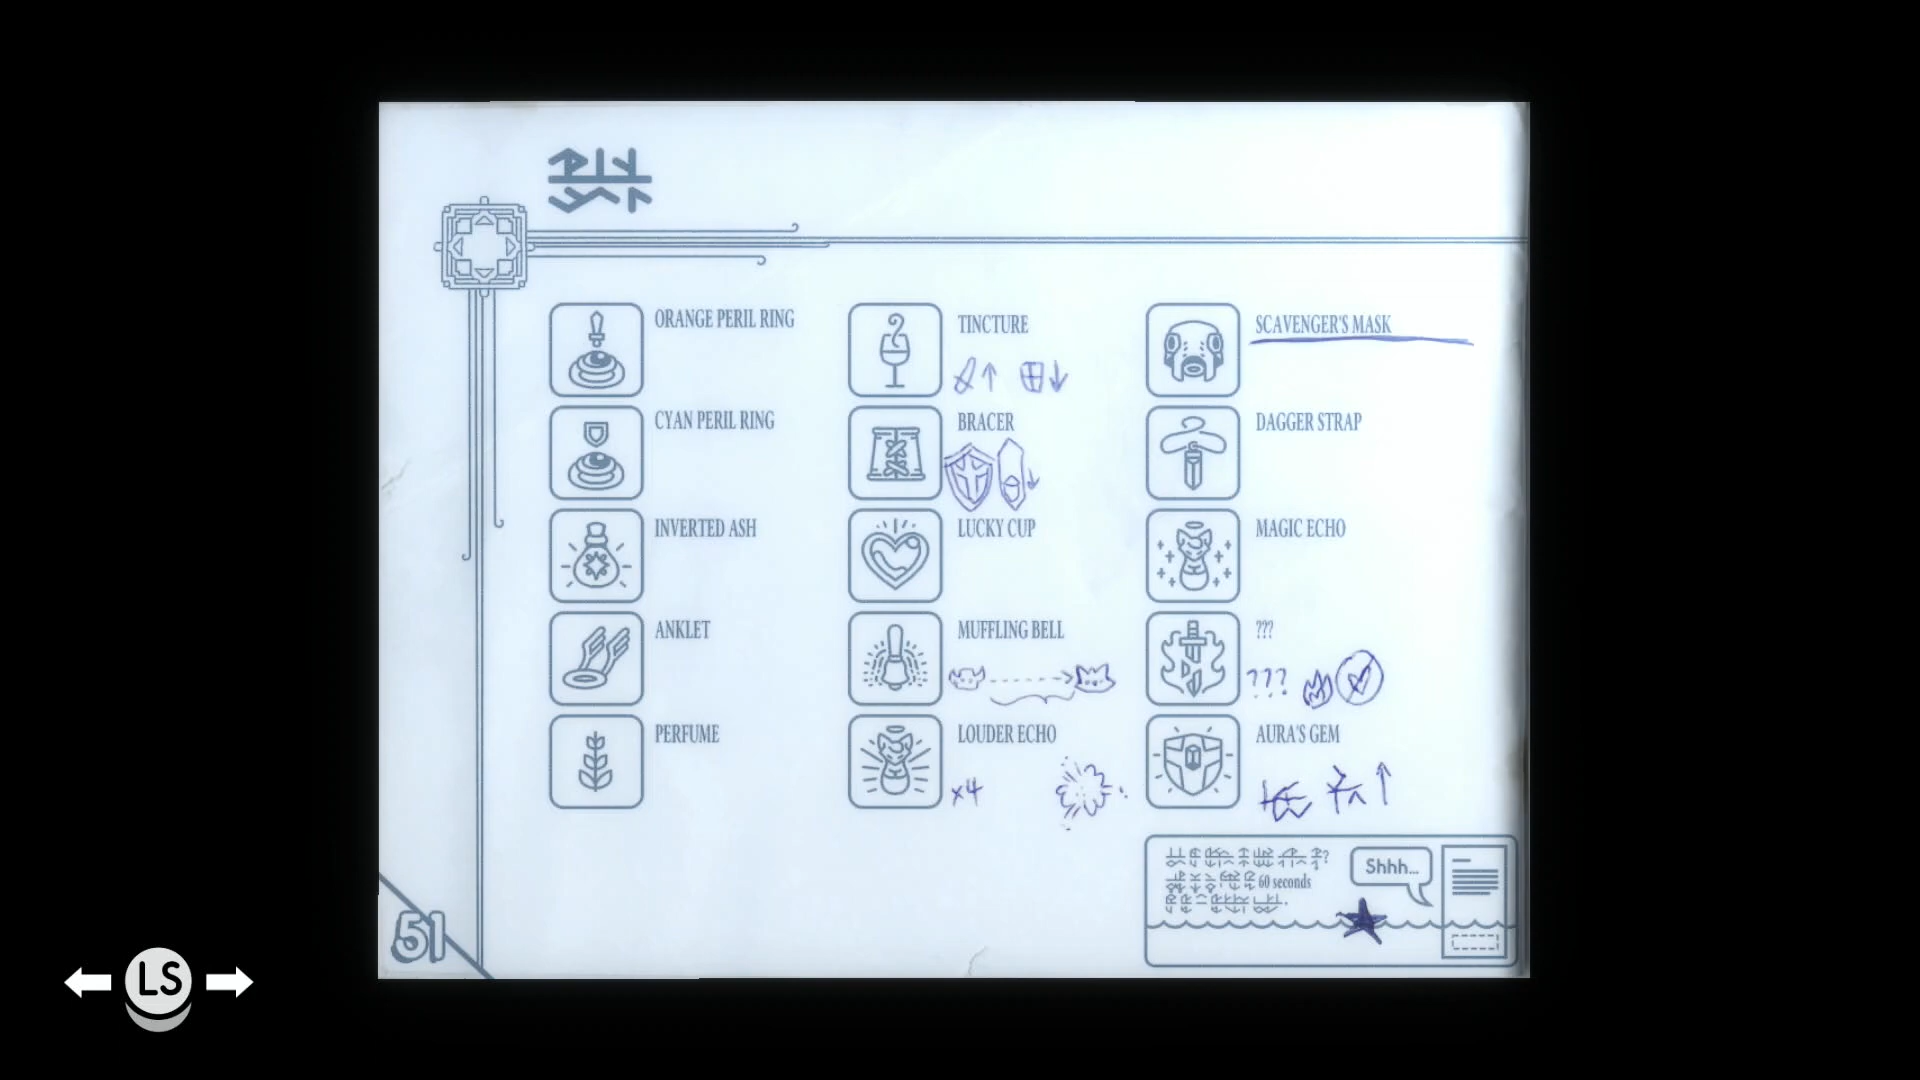 ORANGE PERIL RING
CYAN PERIL RING
INVERTED ASH
ANKLET
PERFUME
TINCTURE
BRACER
LUCKY CUP
MUFFLING BELL
LOUDER ECHO
x4
SCAVENGER'S MASK
DAGGER STRAP
MAGIC ECHO
???
???
AURA'S GEM
?
60 seconds
Shhh...
51
LS